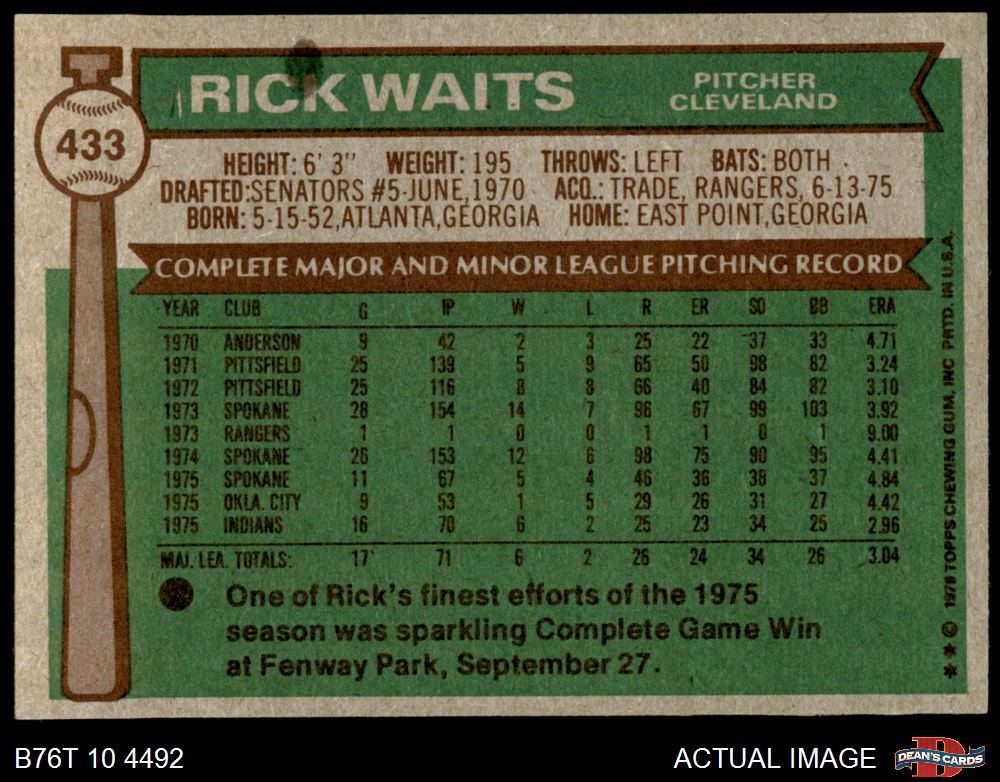 RICK WAITS
PITCHER
CLEVELAND
433
HEIGHT: 6' 3" WEIGHT: 195 THROWS: LEFT BATS: BOTH
DRAFTED:SENATORS #5-JUNE,1970 ACQ.: TRADE, RANGERS, 6-13-75
BORN: 5-15-52,ATLANTA,GEORGIA HOME: EAST POINT,GEORGIA
COMPLETE MAJOR AND MINOR LEAGUE PITCHING RECORD
YEAR CLUB G IP W L R ER SO BB ERA
1970 ANDERSON 9 42 2 3 25 22 37 33 4.71
1971 PITTSFIELD 25 139 5 9 65 50 98 82 3.24
1972 PITTSFIELD 25 116 8 8 66 40 84 82 3.10
1973 SPOKANE 28 154 14 7 96 67 99 103 3.92
1973 RANGERS 1 1 0 0 1 1 0 1 9.00
1974 SPOKANE 26 153 12 6 98 75 90 95 4.41
1975 SPOKANE 11 67 5 4 46 36 38 37 4.84
1975 OKLA. CITY 9 53 1 5 29 26 31 27 4.42
1975 INDIANS 16 70 6 2 25 23 34 25 2.96
MAJ. LEA. TOTALS: 17 71 6 2 26 24 34 26 3.04
One of Rick's finest efforts of the 1975
season was sparkling Complete Game Win
at Fenway Park, September 27.
** © 1976 TOPPS CHEWING GUM, INC PRTD. IN U.S.A.
B76T 10 4492
ACTUAL IMAGE
D
DEAN'S CARDS